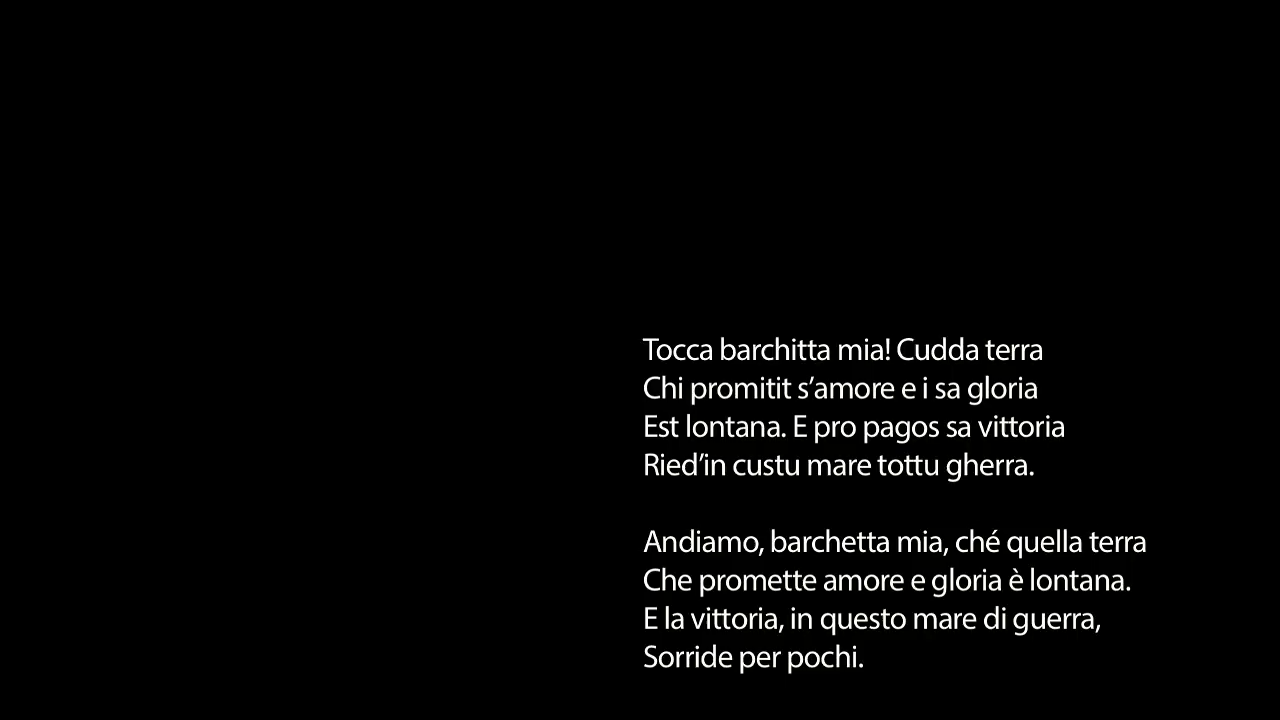 Tocca barchitta mia! Cudda terra
Chi promitit s’amore e i sa gloria
Est lontana. E pro pagos sa vittoria
Ried’in custu mare tottu gherra.
Andiamo, barchetta mia, ché quella terra
Che promette amore e gloria è lontana.
E la vittoria, in questo mare di guerra,
Sorride per pochi.